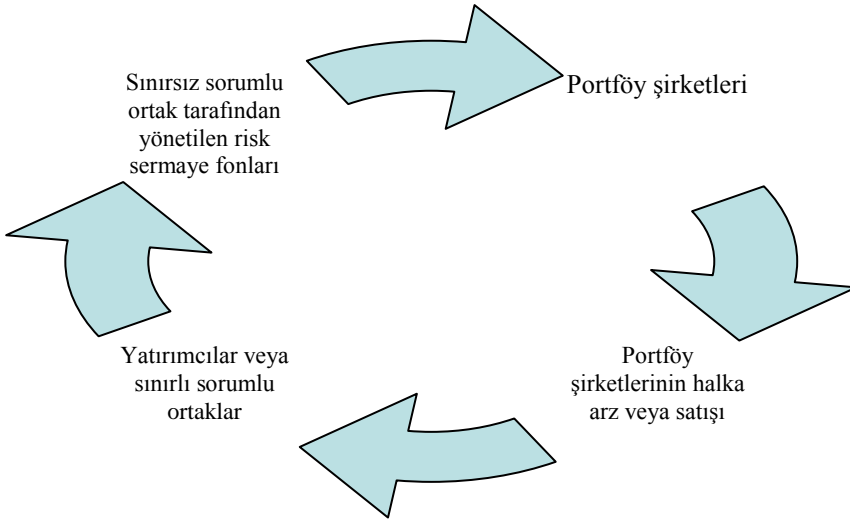 Sınırsız sorumlu
ortak tarafından
yönetilen risk
sermaye fonları
Portföy şirketleri
Portföy
şirketlerinin halka
arz veya satışı
Yatırımcılar veya
sınırlı sorumlu
ortaklar